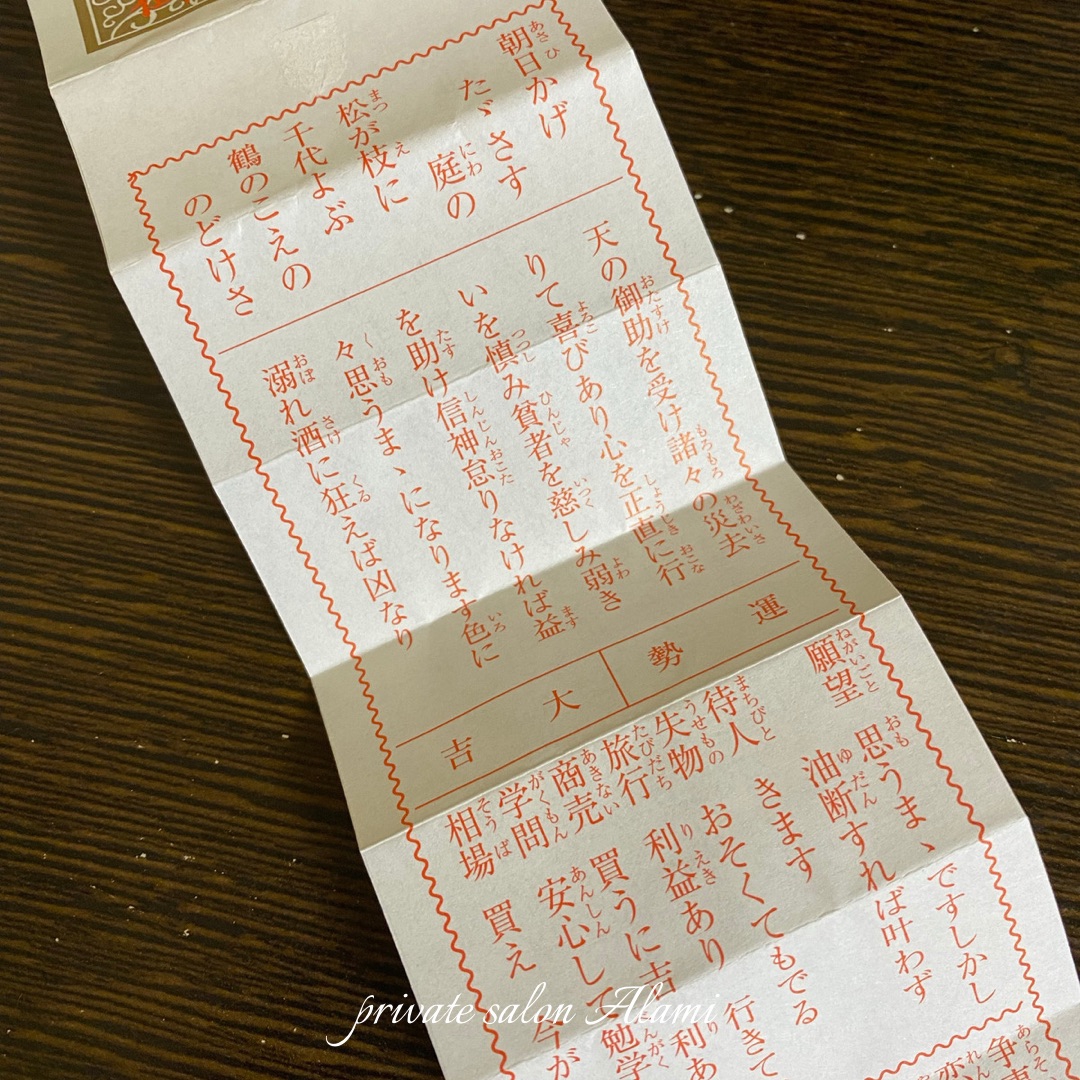 朝日かげ
たゞさす
庭の
松が枝に
千代よぶ
鶴のこえの
のどけさ
天の御助を受け諸々の災去
りて喜びあり心を正直に行
いを慎み貧者を慈しみ弱き
を助け信神怠りなければ益
々思うまゝになります色に
溺れ酒に狂えば凶なり
運勢
大吉
願望 思うまゝですしかし
油断すれば叶わず
待人 きます
失物 おそくてもでる
旅行 利益あり 行きて
商売 買うに吉 利あ
学問 安心して勉学
相場 買え 今が
private salon Alami